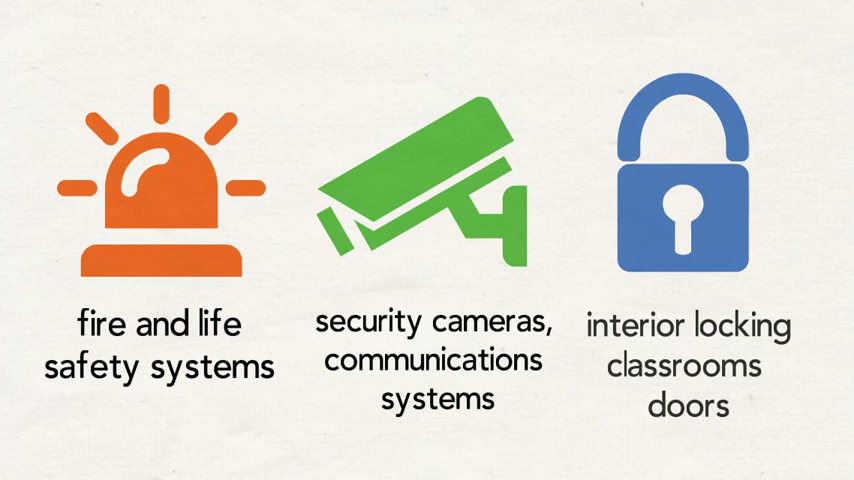 fire and life
safety systems
security cameras,
communications
systems
interior locking
classrooms
doors